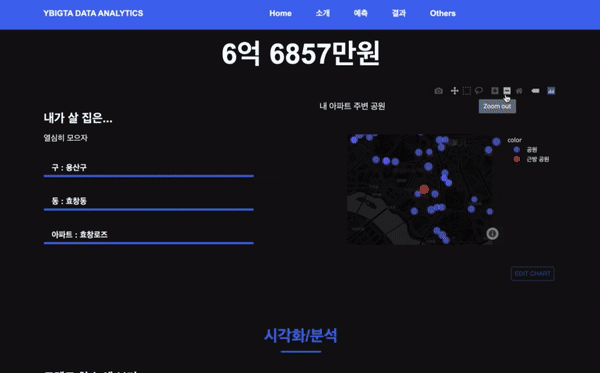 YBIGTA DATA ANALYTICS
Home 소개 예측 결과 Others
6억 6857만원
내 아파트 주변 공원
Zoom out
내가 살 집은...
열심히 모으자
구 : 용산구
동 : 효창동
아파트 : 효창로즈
color
공원
근방 공원
EDIT CHART
시각화/분석